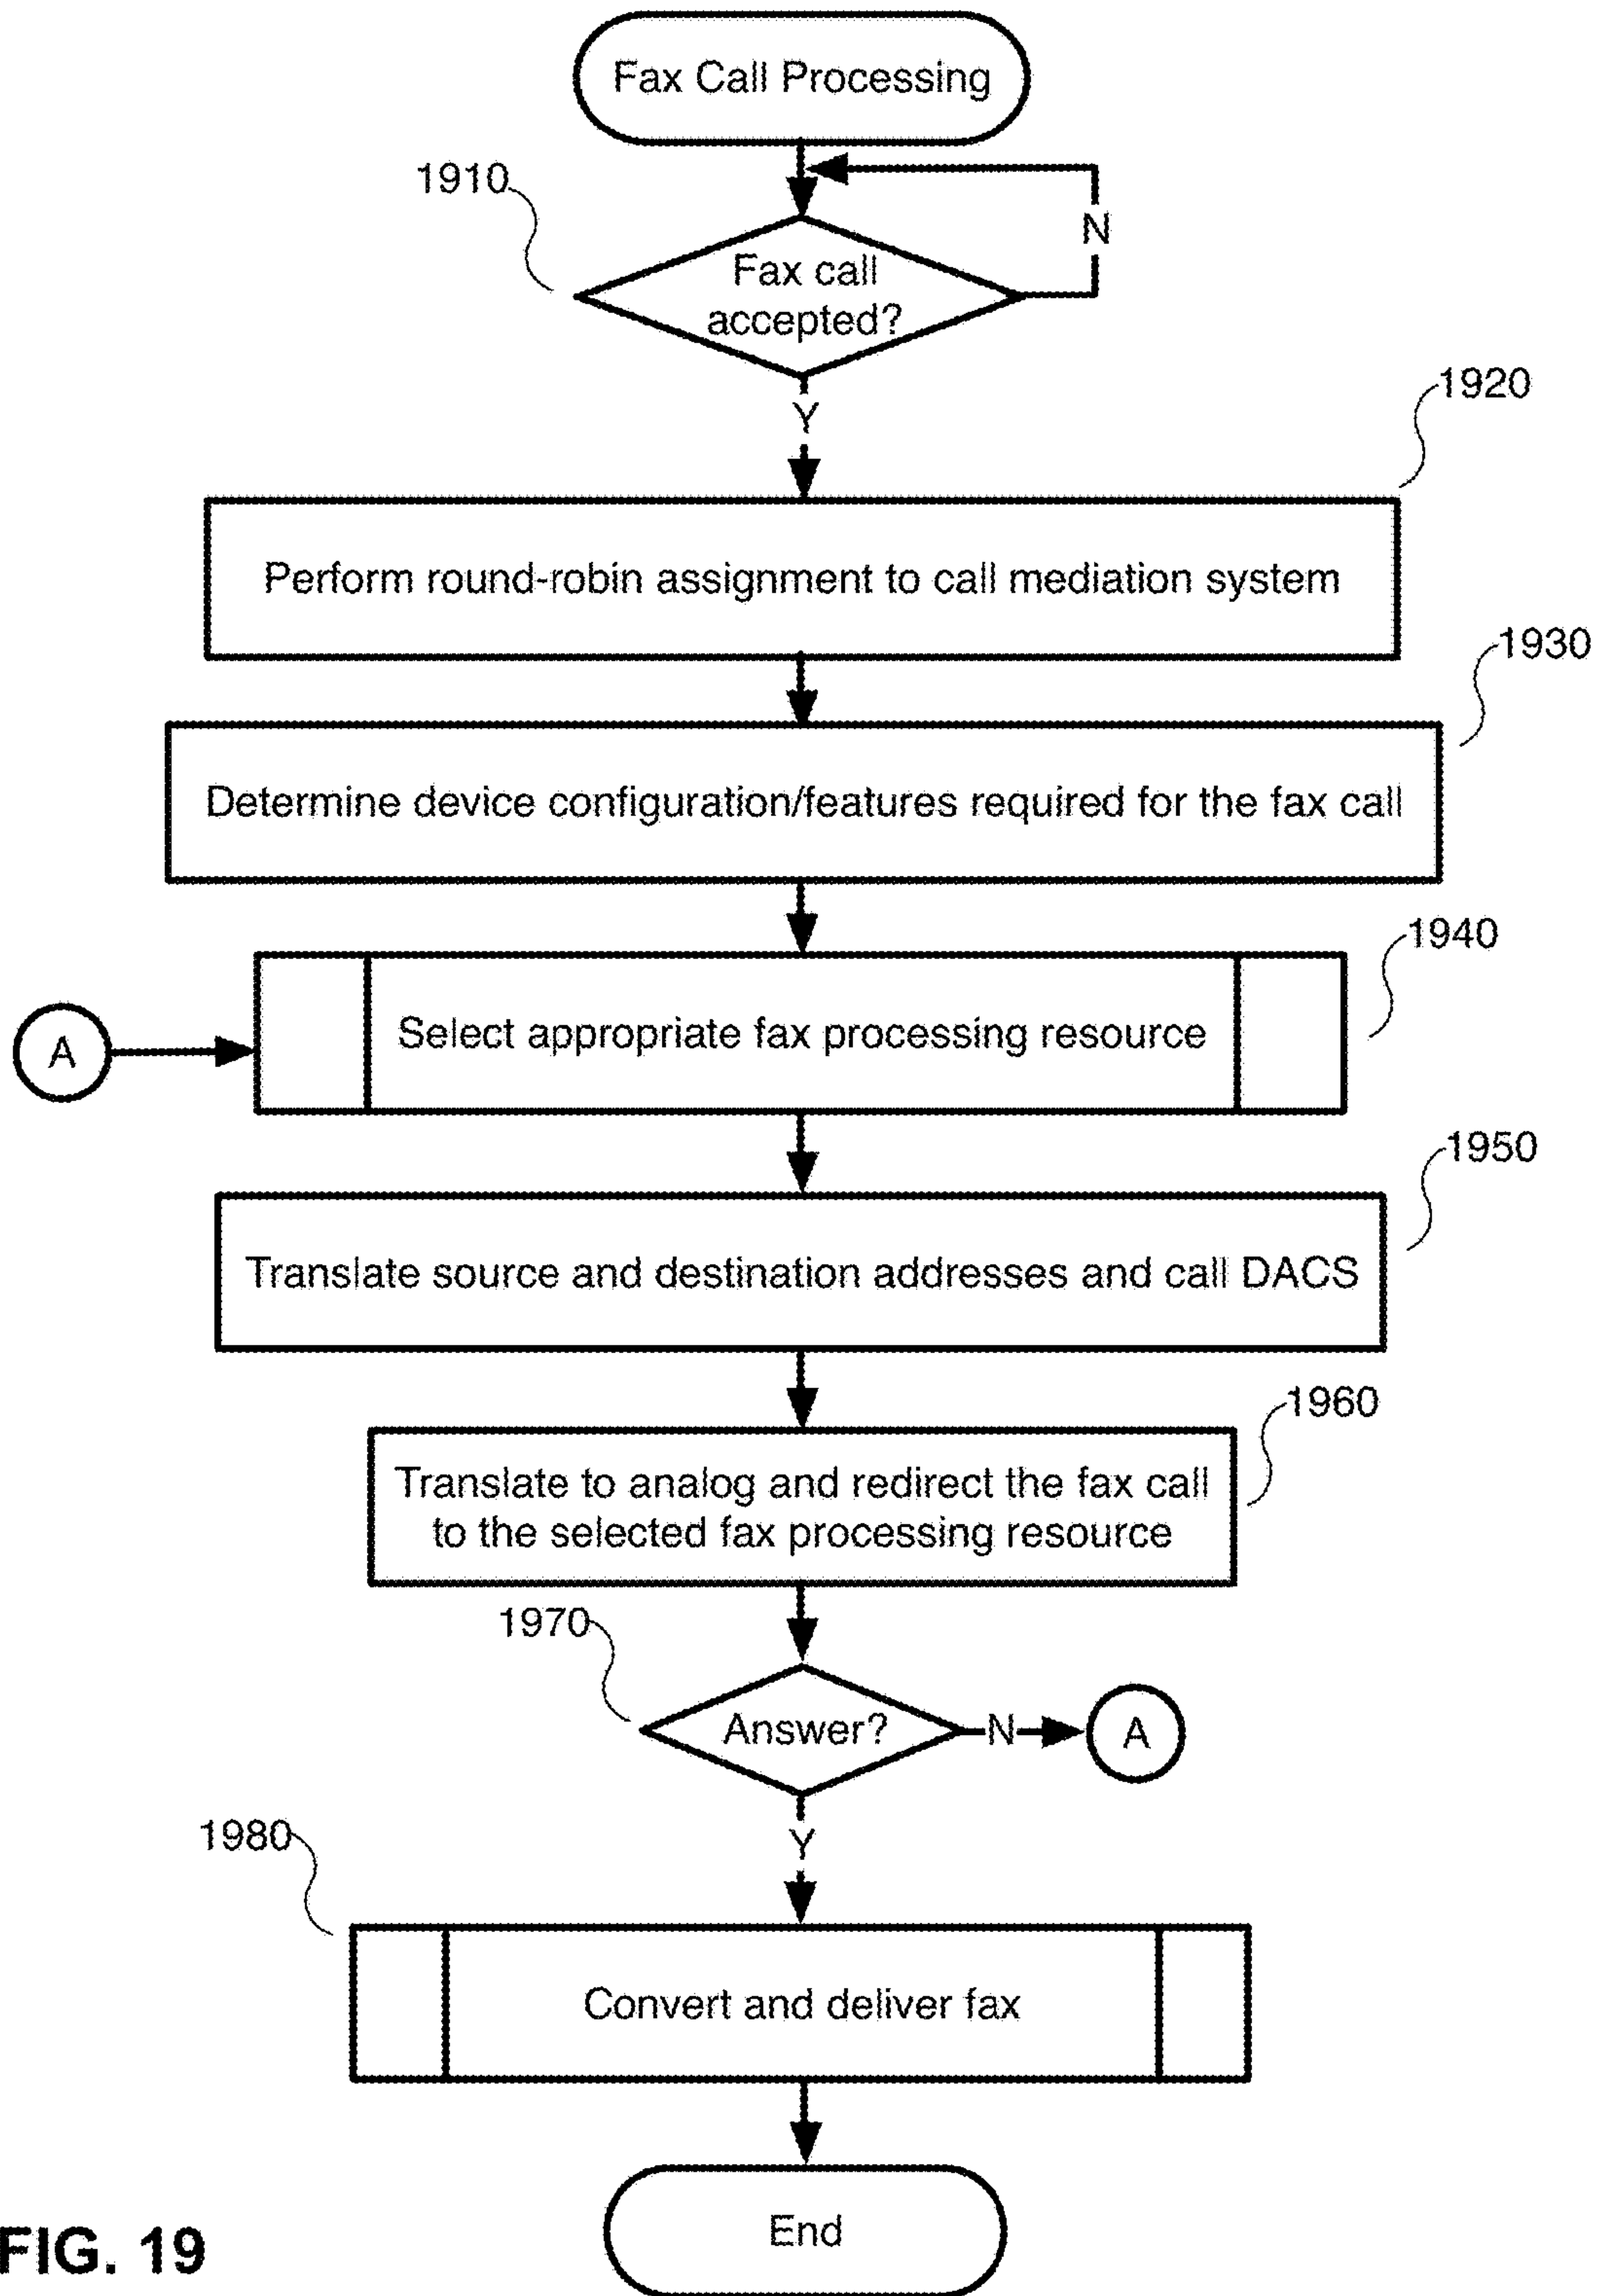 Fax Call Processing
1910
N
Fax call
accepted?
Y
1920
Perform round-robin assignment to call mediation system
1930
Determine device configuration/features required for the fax call
1940
A
Select appropriate fax processing resource
1950
Translate source and destination addresses and call DACS
1960
Translate to analog and redirect the fax call
to the selected fax processing resource
1970
Answer?
N
A
Y
1980
Convert and deliver fax
End
FIG. 19